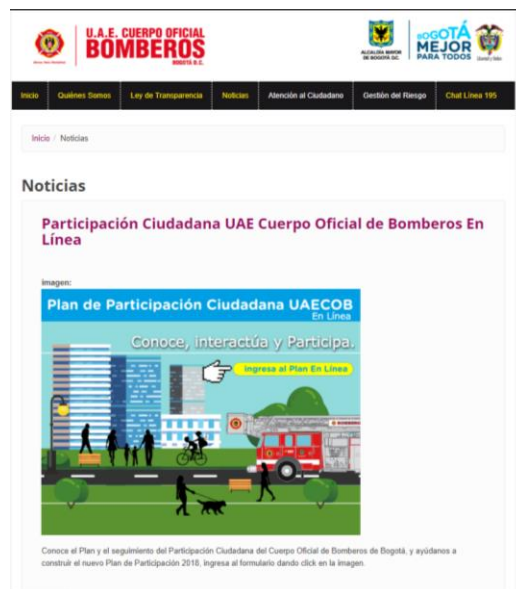 U.A.E. CUERPO OFICIAL
BOMBEROS
BOGOTÁ D.C.
ALCALDÍA MAYOR
DE BOGOTÁ D.C.
BOGOTÁ
MEJOR
PARA TODOS
Inicio Quiénes Somos Ley de Transparencia Noticias Atención al Ciudadano Gestión del Riesgo Chat Línea 195
Inicio / Noticias
Noticias
Participación Ciudadana UAE Cuerpo Oficial de Bomberos En
Línea
imagen:
Plan de Participación Ciudadana UAECOB
En Línea
Conoce, interactúa y Participa.
Ingresa al Plan En Línea
Conoce el Plan y el seguimiento del Participación Ciudadana del Cuerpo Oficial de Bomberos de Bogotá, y ayúdanos a
construir el nuevo Plan de Participación 2018, ingresa al formulario dando click en la imagen.